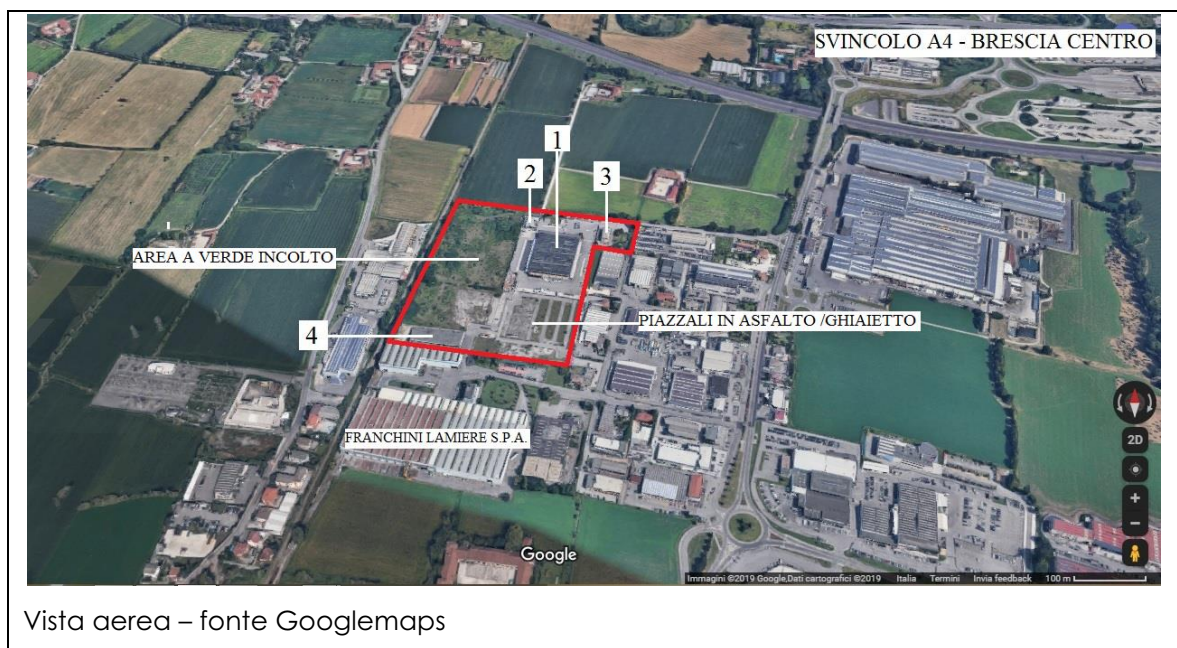 SVINCOLO A4 - BRESCIA CENTRO
1
2
3
AREA A VERDE INCOLTO
PIAZZALI IN ASFALTO /GHIAIETTO
4
FRANCHINI LAMIERE S.P.A.
2D
+
−
Google
Immagini ©2019 Google,Dati cartografici ©2019 Italia Termini Invia feedback 100 m
Vista aerea – fonte Googlemaps